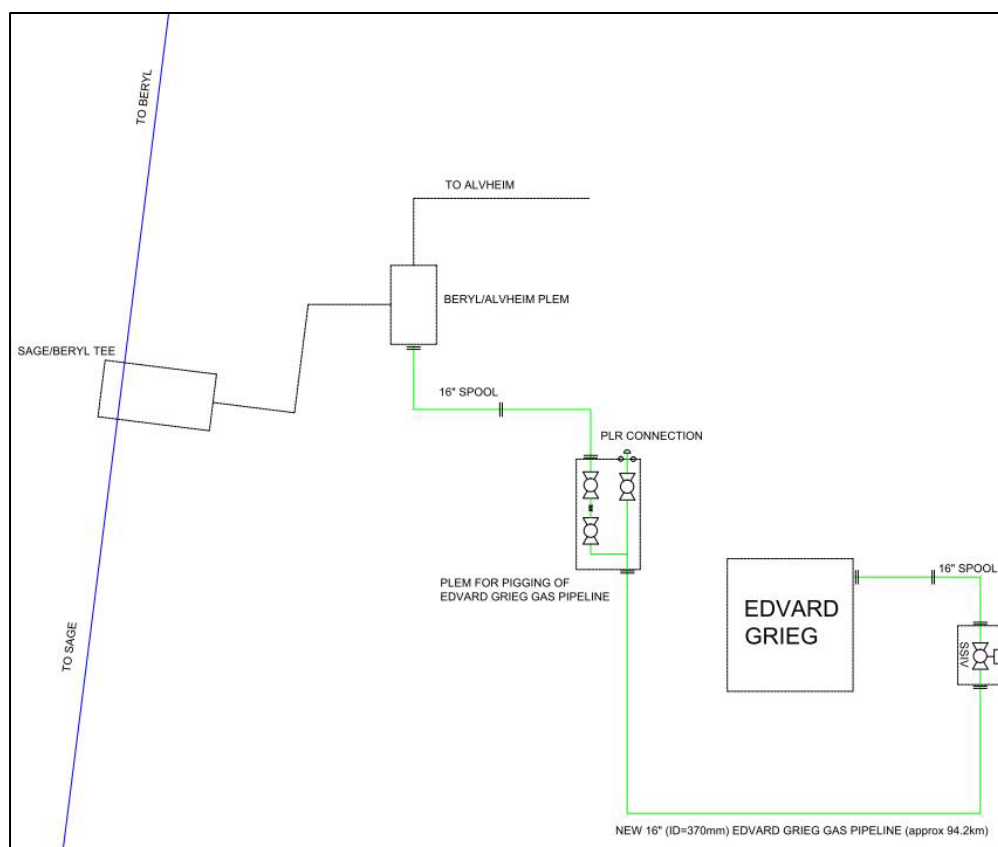 TO BERYL
TO ALVHEIM
BERYL/ALVHEIM PLEM
SAGE/BERYL TEE
16" SPOOL
PLR CONNECTION
PLEM FOR PIGGING OF
EDVARD GRIEG GAS PIPELINE
EDVARD
GRIEG
16" SPOOL
SSIV
TO SAGE
NEW 16" (ID=370mm) EDVARD GRIEG GAS PIPELINE (approx 94.2km)